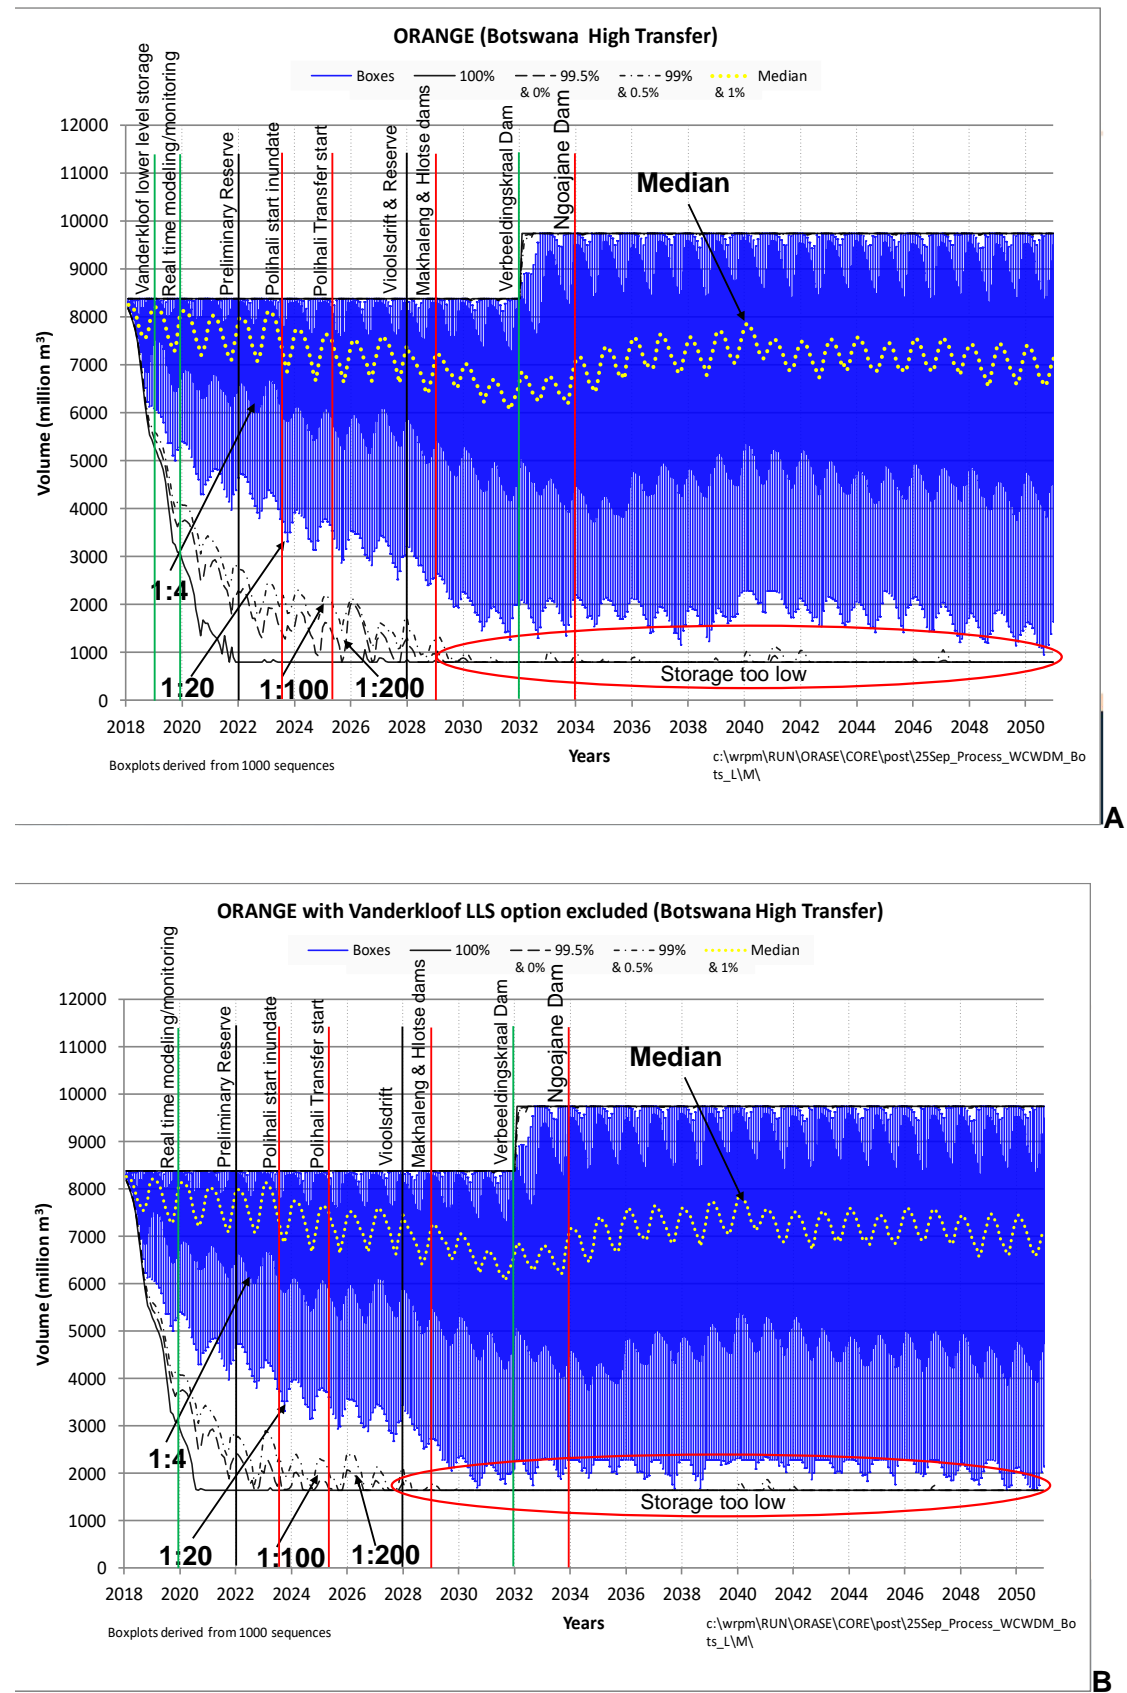 ORANGE (Botswana High Transfer)
Boxes 100% 99.5% 99% Median
& 0% & 0.5% & 1%
Vanderkloof lower level storage
Real time modeling/monitoring
Preliminary Reserve
Polihali start inundate
Polihali Transfer start
Vioolsdrift & Reserve
Makhaleng & Hlotse dams
Verbeeldingskraal Dam
Ngoajane Dam
12000
11000
10000
9000
8000
7000
6000
5000
4000
3000
2000
1000
0
Volume (million m³)
Median
1:4
1:20
1:100
1:200
Storage too low
2018 2020 2022 2024 2026 2028 2030 2032 2034 2036 2038 2040 2042 2044 2046 2048 2050
Years
Boxplots derived from 1000 sequences
c:\wrpm\RUN\ORASE\CORE\post\25Sep_Process_WCWDM_Bo
ts_L\M\
A
ORANGE with Vanderkloof LLS option excluded (Botswana High Transfer)
Boxes 100% 99.5% 99% Median
& 0% & 0.5% & 1%
Real time modeling/monitoring
Preliminary Reserve
Polihali start inundate
Polihali Transfer start
Vioolsdrift
Makhaleng & Hlotse dams
Verbeeldingskraal Dam
Ngoajane Dam
12000
11000
10000
9000
8000
7000
6000
5000
4000
3000
2000
1000
0
Volume (million m³)
Median
1:4
1:20
1:100
1:200
Storage too low
2018 2020 2022 2024 2026 2028 2030 2032 2034 2036 2038 2040 2042 2044 2046 2048 2050
Years
Boxplots derived from 1000 sequences
c:\wrpm\RUN\ORASE\CORE\post\25Sep_Process_WCWDM_Bo
ts_L\M\
B